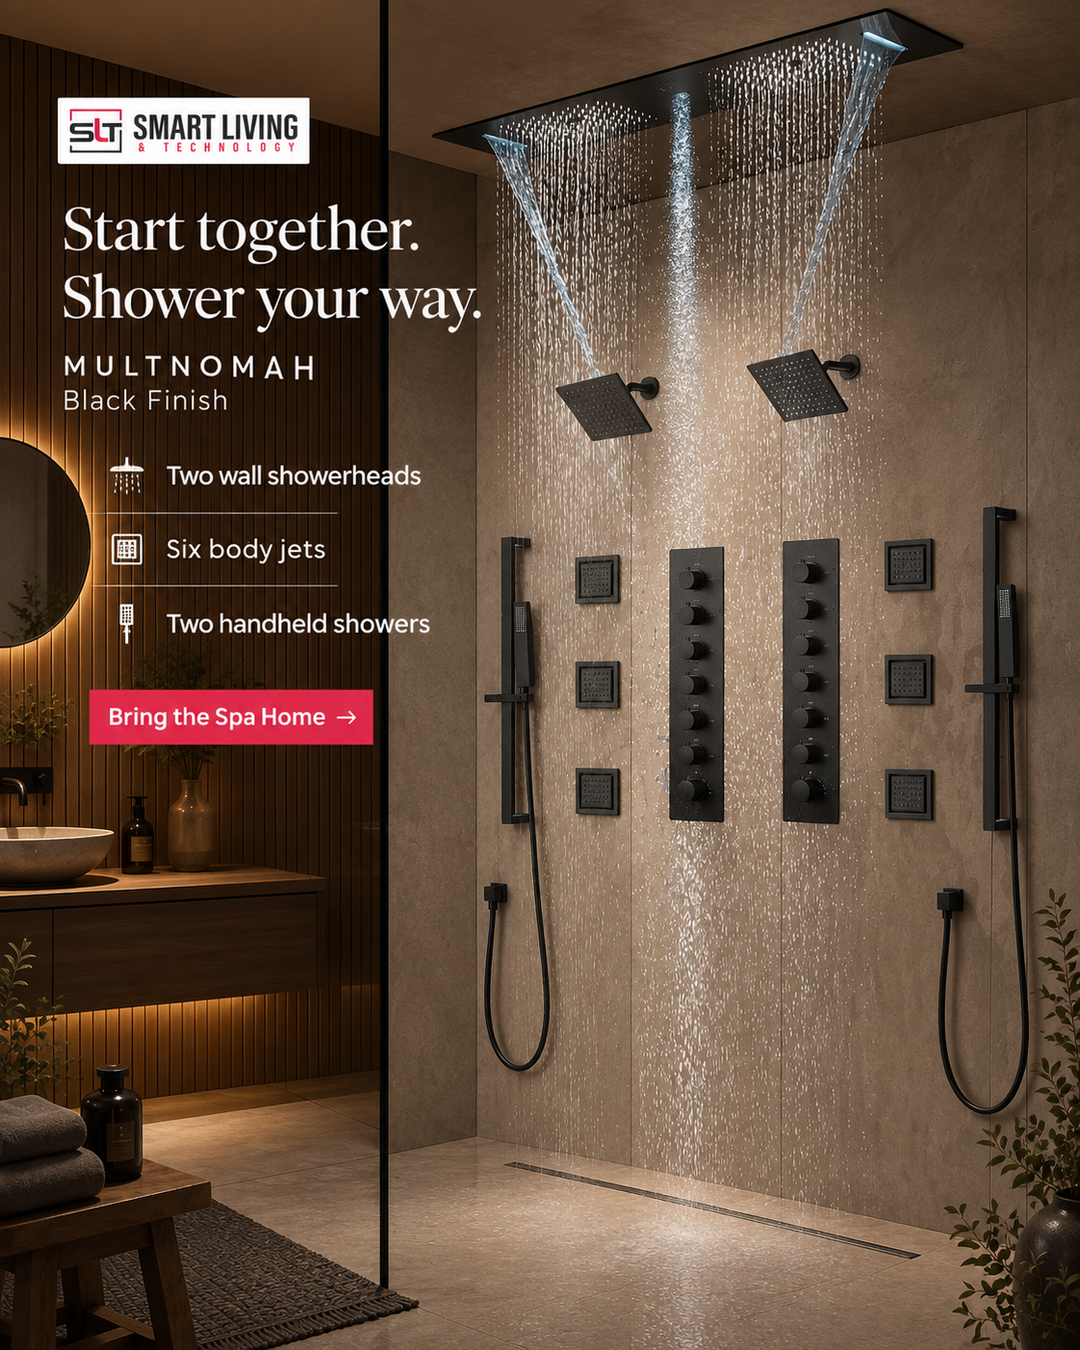 SLT SMART LIVING
& TECHNOLOGY
Start together.
Shower your way.
MULTNOMAH
Black Finish
Two wall showerheads
Six body jets
Two handheld showers
Bring the Spa Home →